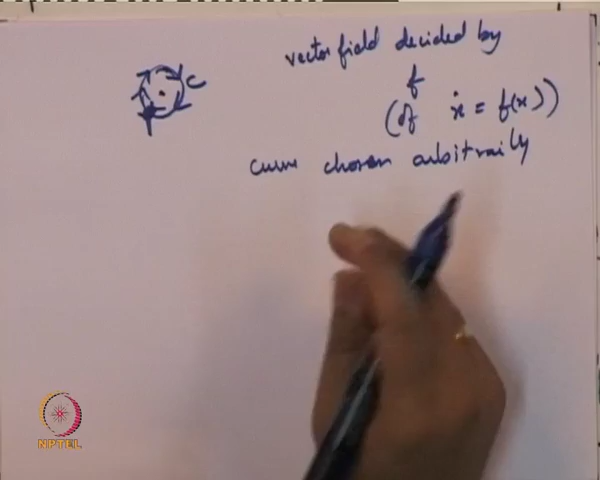 vector field decided by
f
(of ẋ = f(x))
C
p
curve chosen arbitrarily
NPTEL